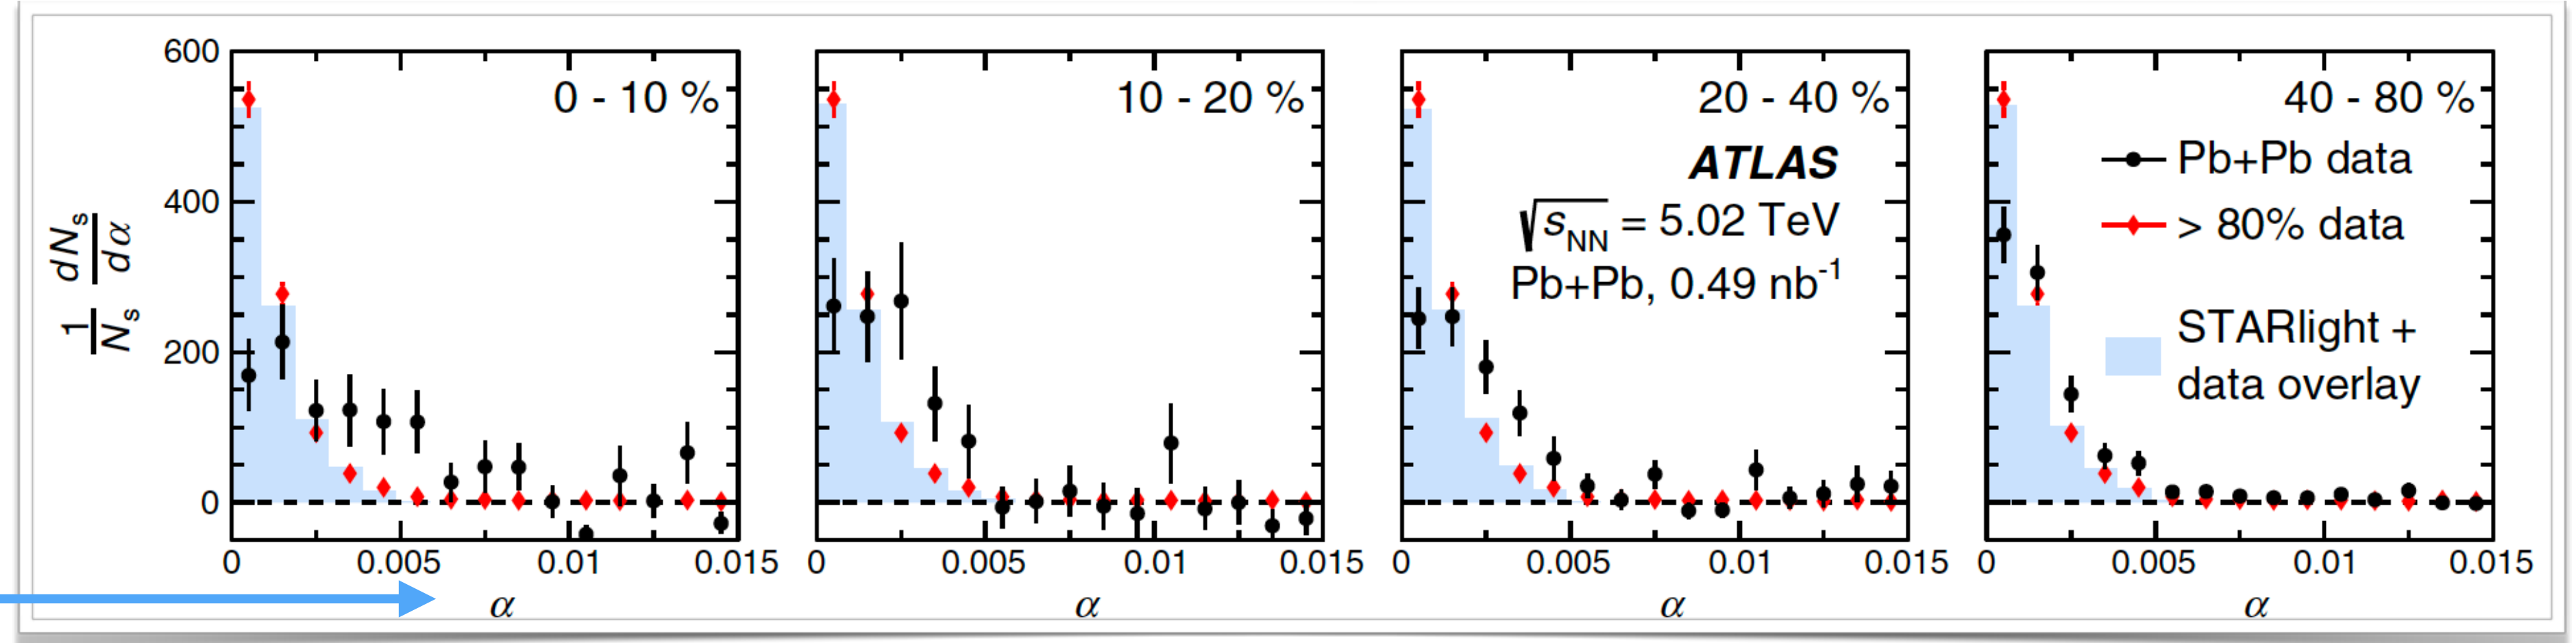 1/Nₛ dNₛ/dα
600
400
200
0
0 - 10 %
0 0.005 0.01 0.015
α
10 - 20 %
0 0.005 0.01 0.015
α
20 - 40 %
ATLAS
√sNN = 5.02 TeV
Pb+Pb, 0.49 nb⁻¹
0 0.005 0.01 0.015
α
40 - 80 %
Pb+Pb data
> 80% data
STARlight +
data overlay
0 0.005 0.01 0.015
α